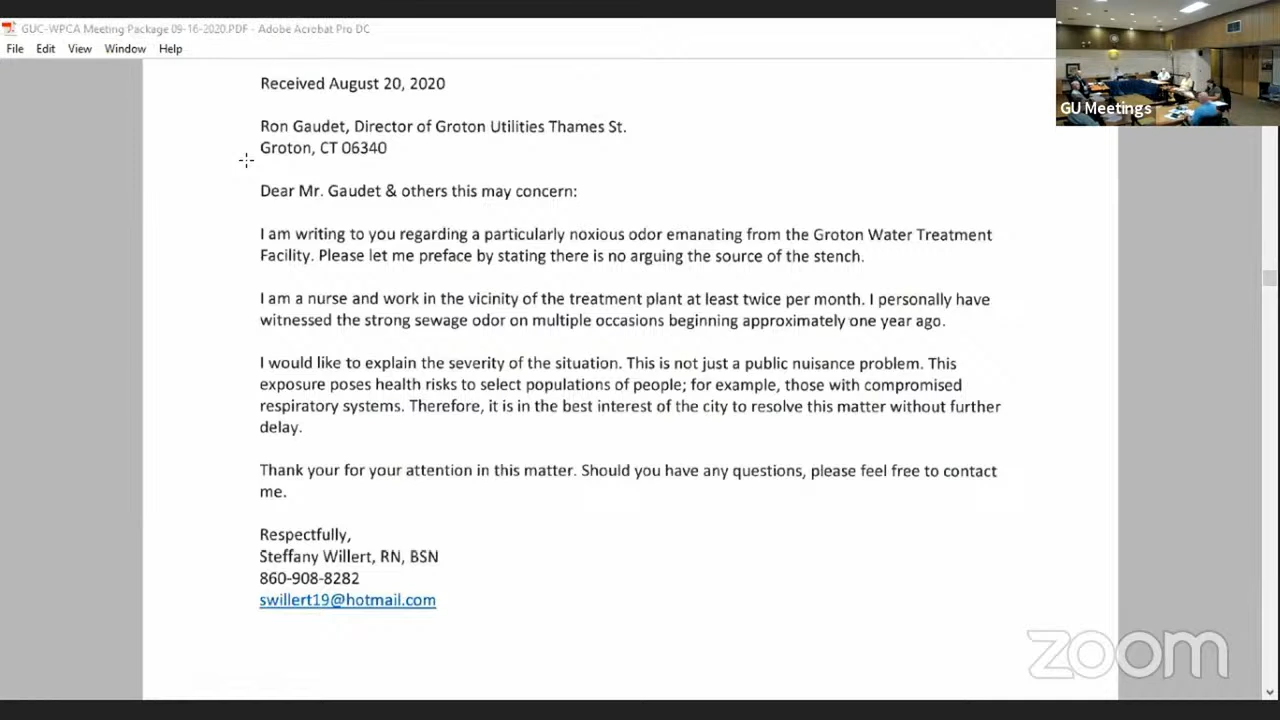 GUC-WPCA Meeting Package 09-16-2020.PDF - Adobe Acrobat Pro DC
File Edit View Window Help
GU Meetings
Received August 20, 2020
Ron Gaudet, Director of Groton Utilities Thames St.
Groton, CT 06340
Dear Mr. Gaudet & others this may concern:
I am writing to you regarding a particularly noxious odor emanating from the Groton Water Treatment
Facility. Please let me preface by stating there is no arguing the source of the stench.
I am a nurse and work in the vicinity of the treatment plant at least twice per month. I personally have
witnessed the strong sewage odor on multiple occasions beginning approximately one year ago.
I would like to explain the severity of the situation. This is not just a public nuisance problem. This
exposure poses health risks to select populations of people; for example, those with compromised
respiratory systems. Therefore, it is in the best interest of the city to resolve this matter without further
delay.
Thank your for your attention in this matter. Should you have any questions, please feel free to contact
me.
Respectfully,
Steffany Willert, RN, BSN
860-908-8282
swillert19@hotmail.com
zoom